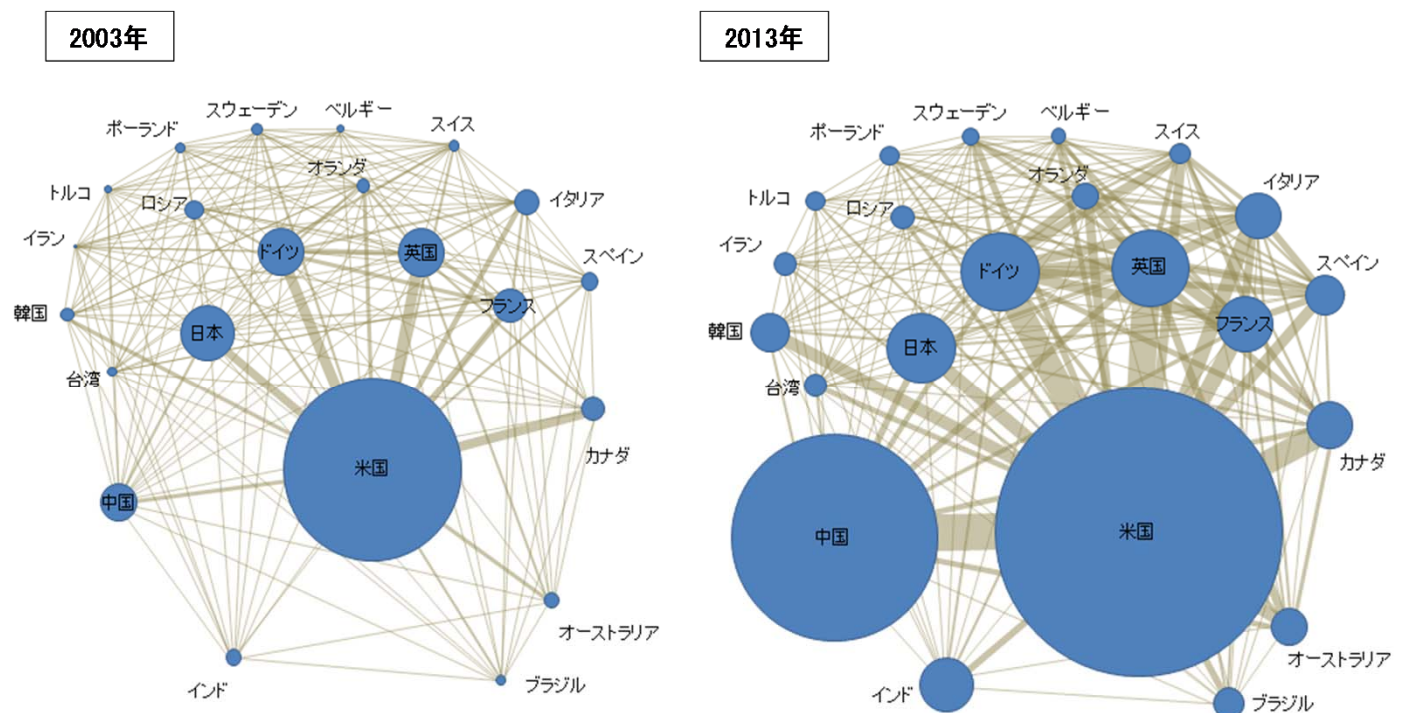 2003年
スウェーデン
ベルギー
スイス
ポーランド
オランダ
トルコ
ロシア
イタリア
イラン
ドイツ
英国
スペイン
韓国
日本
フランス
台湾
米国
カナダ
中国
オーストラリア
インド
ブラジル
2013年
スウェーデン
ベルギー
スイス
ポーランド
オランダ
イタリア
トルコ
ロシア
イラン
ドイツ
英国
スペイン
韓国
日本
フランス
台湾
カナダ
中国
米国
オーストラリア
インド
ブラジル